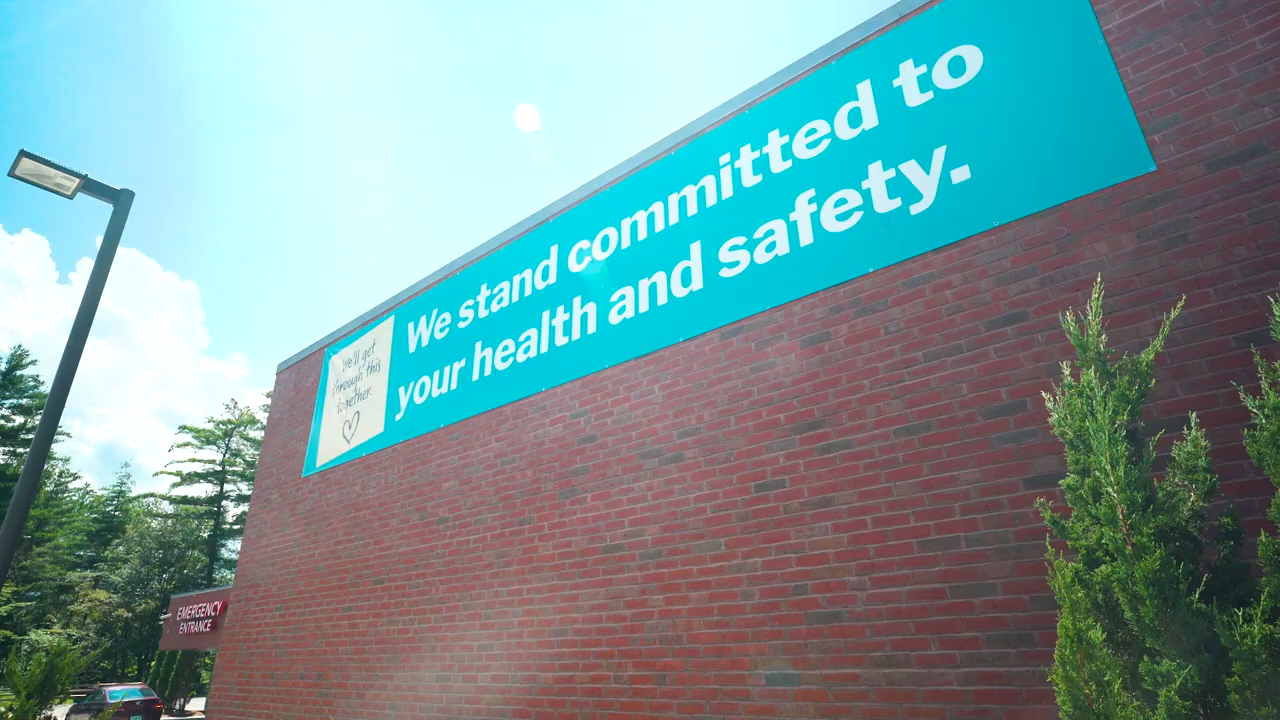 We stand committed to
your health and safety.
We'll get
through this
together.
EMERGENCY
ENTRANCE